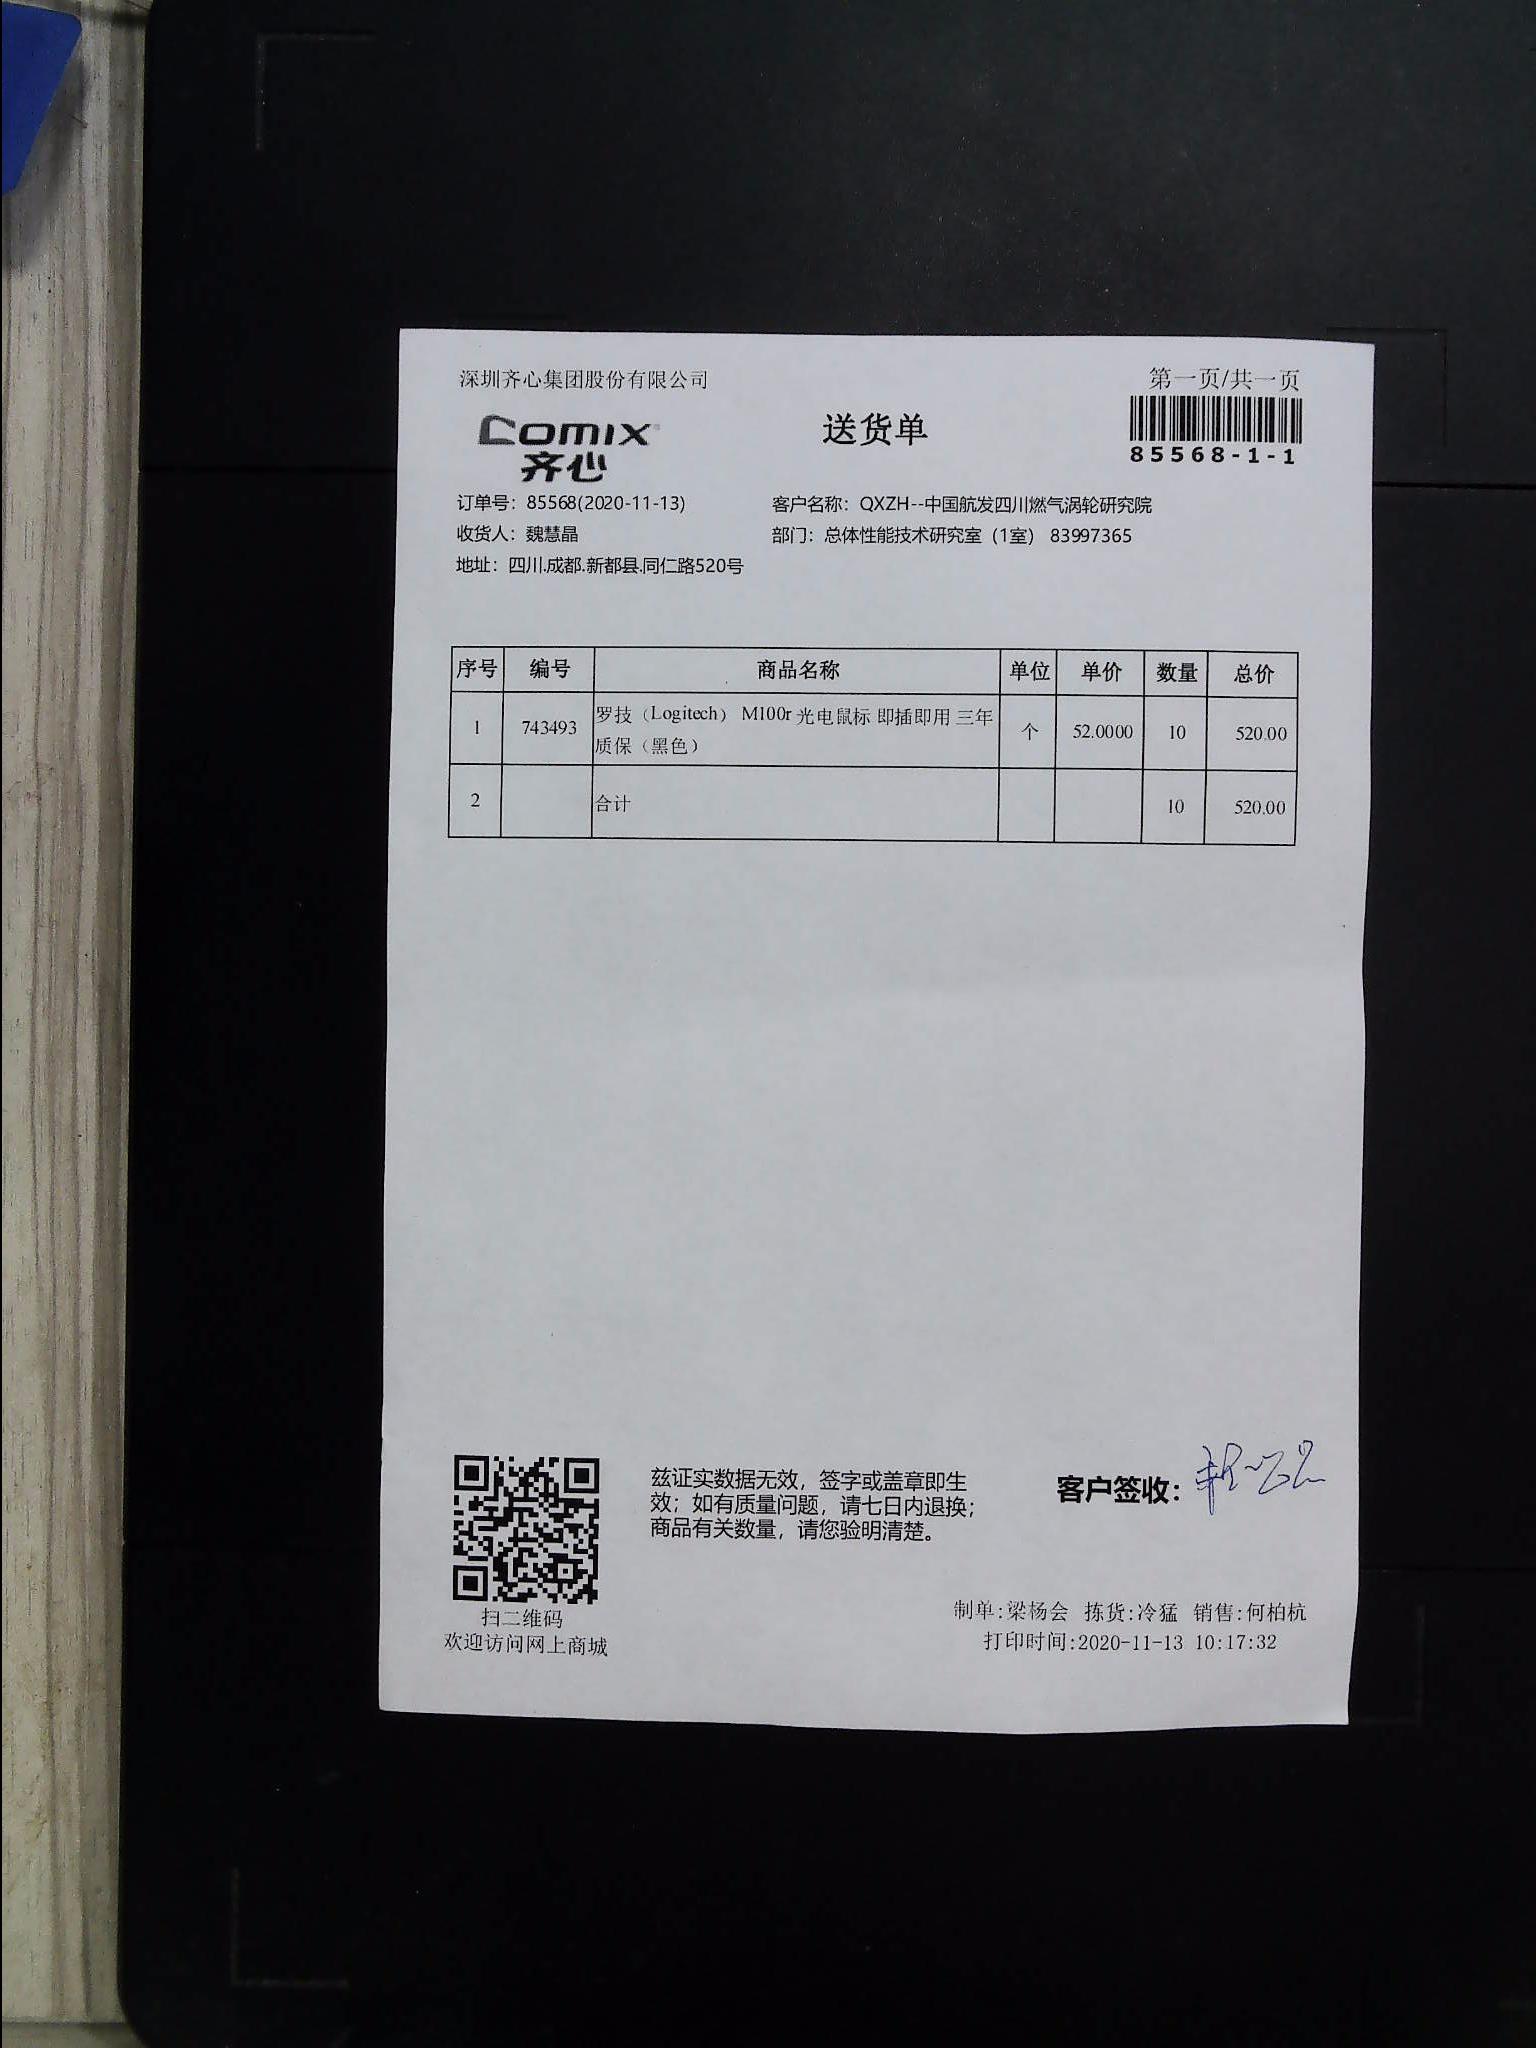 深圳齐心集团股份有限公司
第一页/共一页
comix
齐心
送货单
85568-1-1
订单号：85568(2020-11-13)
客户名称：QXZH--中国航发四川燃气涡轮研究院
收货人：魏慧晶
部门：总体性能技术研究室（1室） 83997365
地址：四川.成都.新都县.同仁路520号
序号 编号 商品名称 单位 单价 数量 总价
1 743493 罗技（Logitech） M100r 光电鼠标 即插即用 三年 个 52.0000 10 520.00
质保（黑色）
2 合计 10 520.00
兹证实数据无效，签字或盖章即生
效；如有质量问题，请七日内退换；
商品有关数量，请您验明清楚。
客户签收：
扫二维码
欢迎访问网上商城
制单:梁杨会 拣货:冷猛 销售:何柏杭
打印时间:2020-11-13 10:17:32